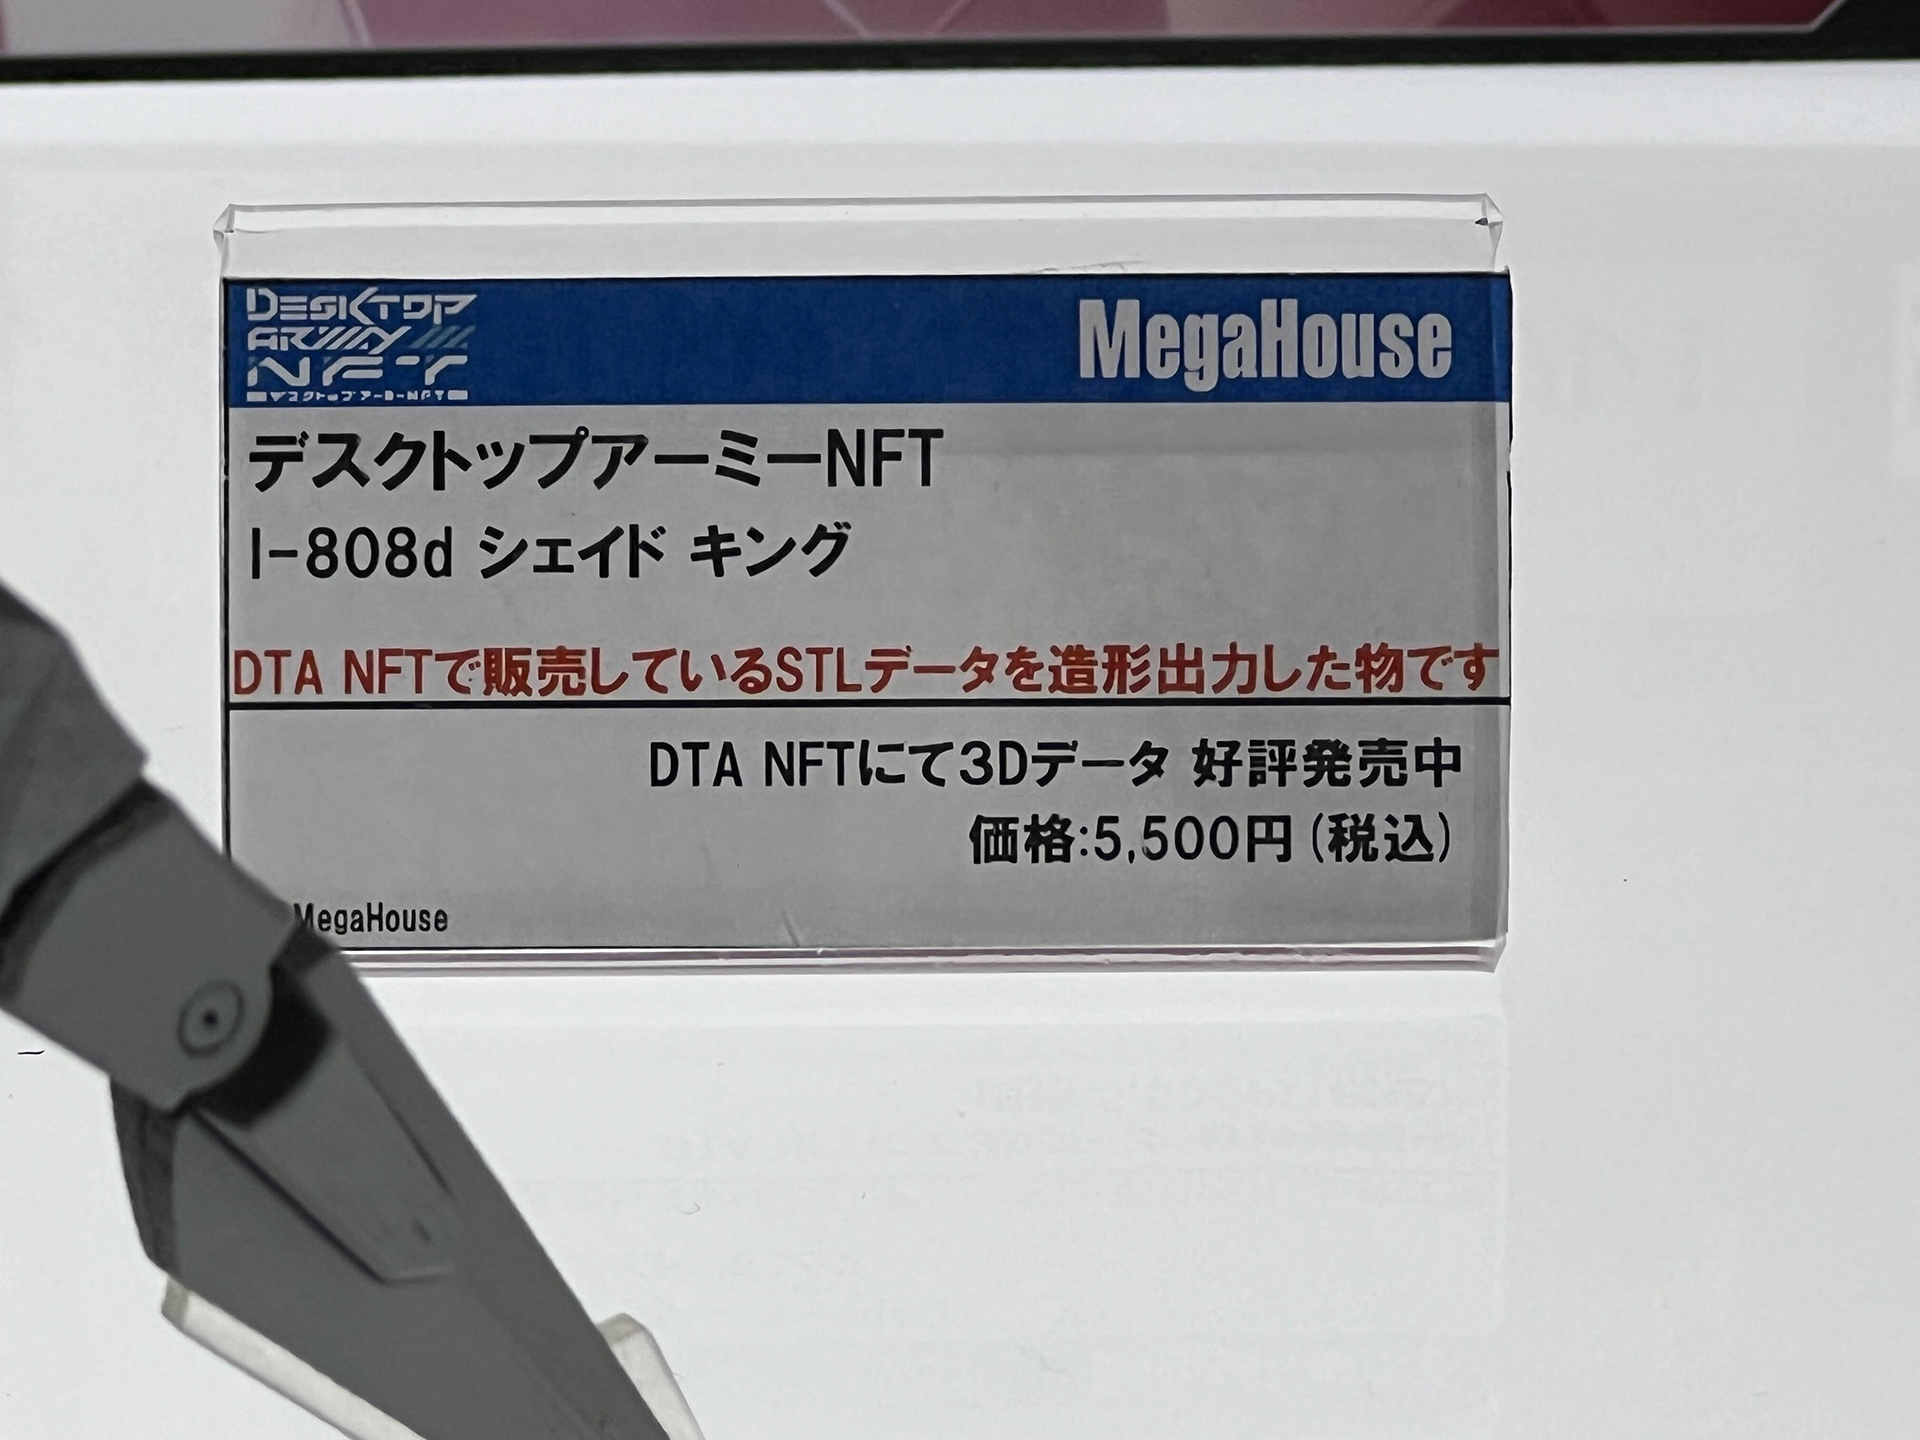 DESKTOP
ARMY
NFT
MegaHouse
デスクトップアーミーNFT
I-808d シェイド キング
DTA NFTで販売しているSTLデータを造形出力した物です
DTA NFTにて3Dデータ 好評発売中
価格:5,500円(税込)
MegaHouse